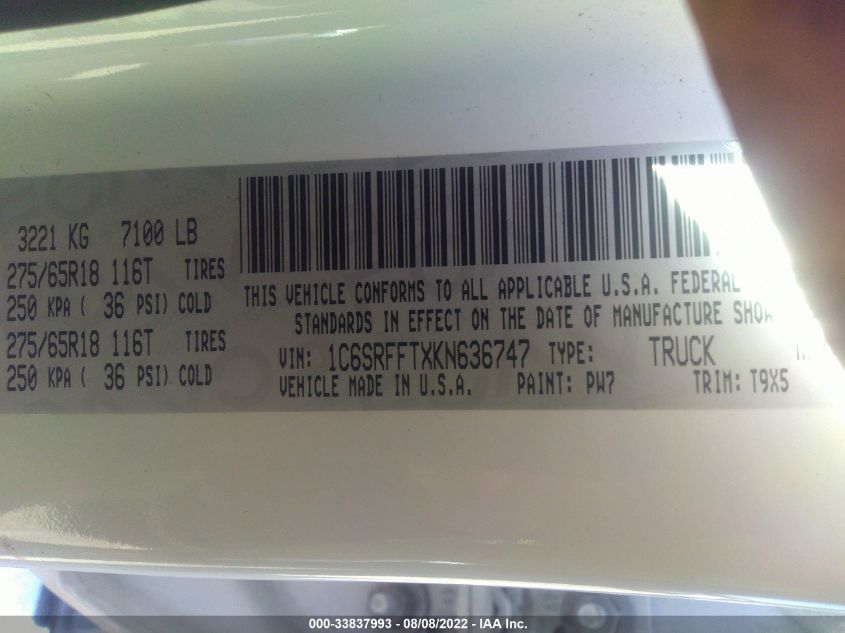 3221 KG 7100 LB
275/65R18 116T TIRES
250 KPA ( 36 PSI) COLD
275/65R18 116T TIRES
250 KPA ( 36 PSI) COLD
THIS VEHICLE CONFORMS TO ALL APPLICABLE U.S.A. FEDERAL
STANDARDS IN EFFECT ON THE DATE OF MANUFACTURE
VIN: 1C6SRFFTXKN636747 TYPE: TRUCK
VEHICLE MADE IN U.S.A. PAINT: PW7 TRIM: T9X5
000-33837993 - 08/08/2022 - IAA Inc.